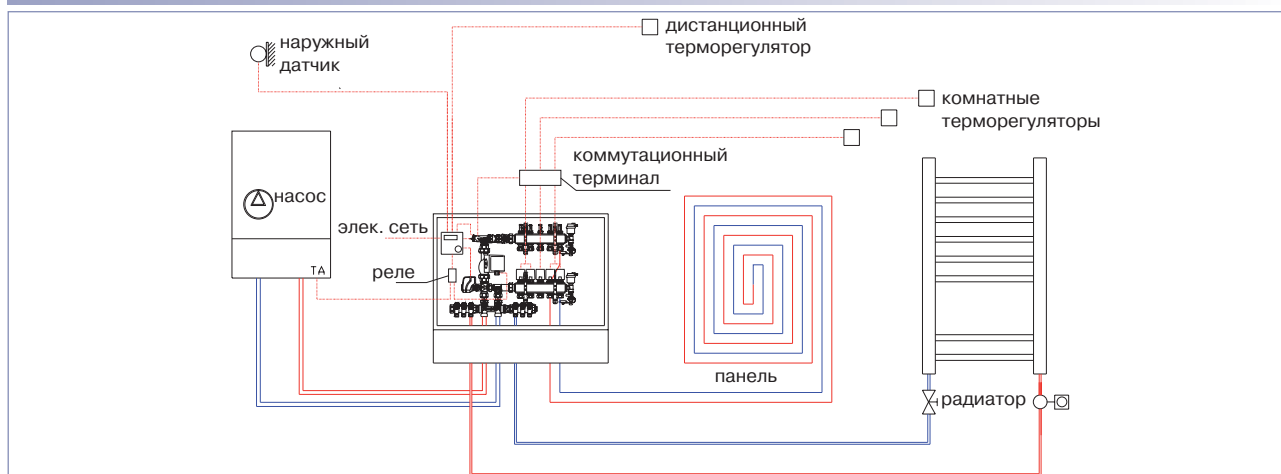 дистанционный
терморегулятор
наружный
датчик
комнатные
терморегуляторы
коммутационный
терминал
насос
элек. сеть
ТА
реле
панель
радиатор